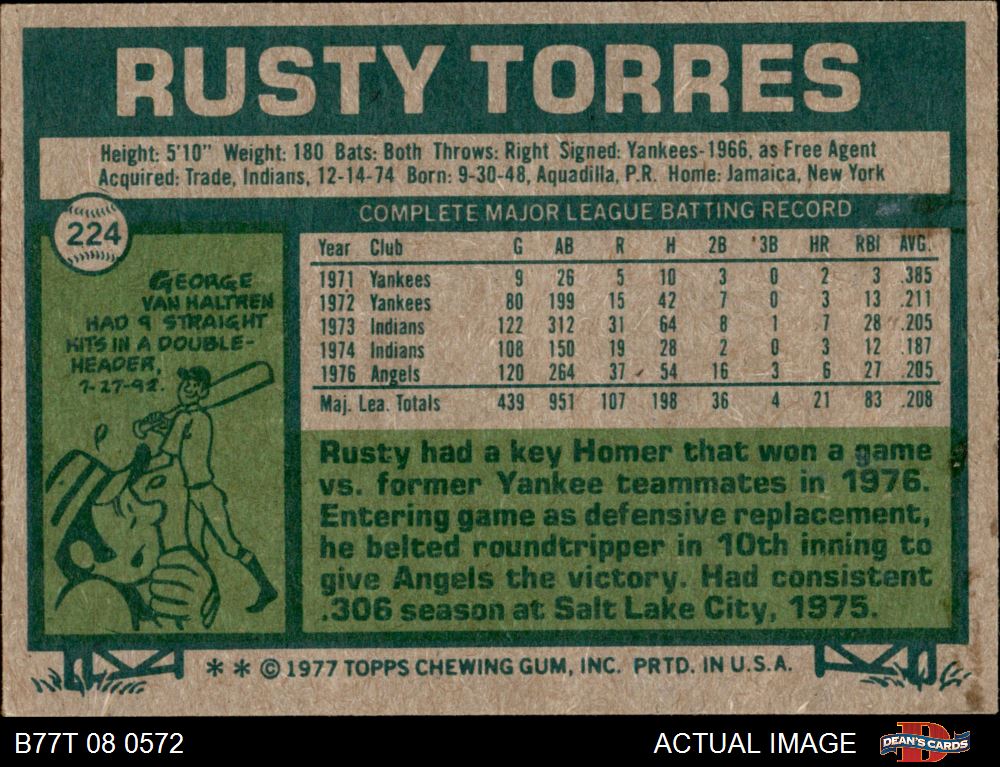 RUSTY TORRES
Height: 5'10" Weight: 180 Bats: Both Throws: Right Signed: Yankees-1966, as Free Agent
Acquired: Trade, Indians, 12-14-74 Born: 9-30-48, Aquadilla, P.R. Home: Jamaica, New York
224
GEORGE
VAN HALTREN
HAD 9 STRAIGHT
HITS IN A DOUBLE-
HEADER,
7-27-92.
COMPLETE MAJOR LEAGUE BATTING RECORD
Year Club G AB R H 2B 3B HR RBI AVG.
1971 Yankees 9 26 5 10 3 0 2 3 .385
1972 Yankees 80 199 15 42 7 0 3 13 .211
1973 Indians 122 312 31 64 8 1 7 28 .205
1974 Indians 108 150 19 28 2 0 3 12 .187
1976 Angels 120 264 37 54 16 3 6 27 .205
Maj. Lea. Totals 439 951 107 198 36 4 21 83 .208
Rusty had a key Homer that won a game
vs. former Yankee teammates in 1976.
Entering game as defensive replacement,
he belted roundtripper in 10th inning to
give Angels the victory. Had consistent
.306 season at Salt Lake City, 1975.
** © 1977 TOPPS CHEWING GUM, INC. PRTD. IN U.S.A.
B77T 08 0572
ACTUAL IMAGE
DEAN'S CARDS